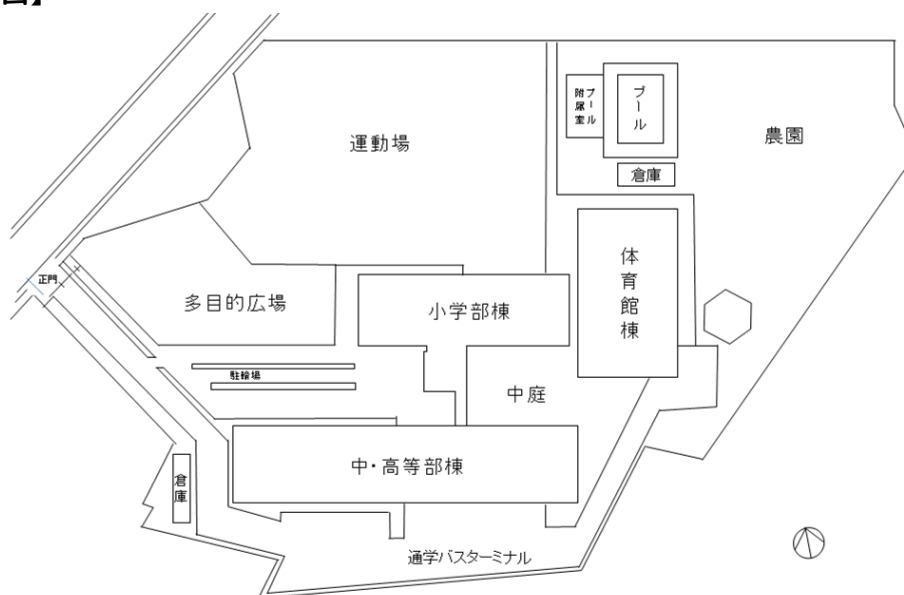 図】
運動場
プール
附属室
プール
倉庫
農園
体育館棟
正門
多目的広場
小学部棟
駐輪場
中庭
中・高等部棟
倉庫
通学バスターミナル